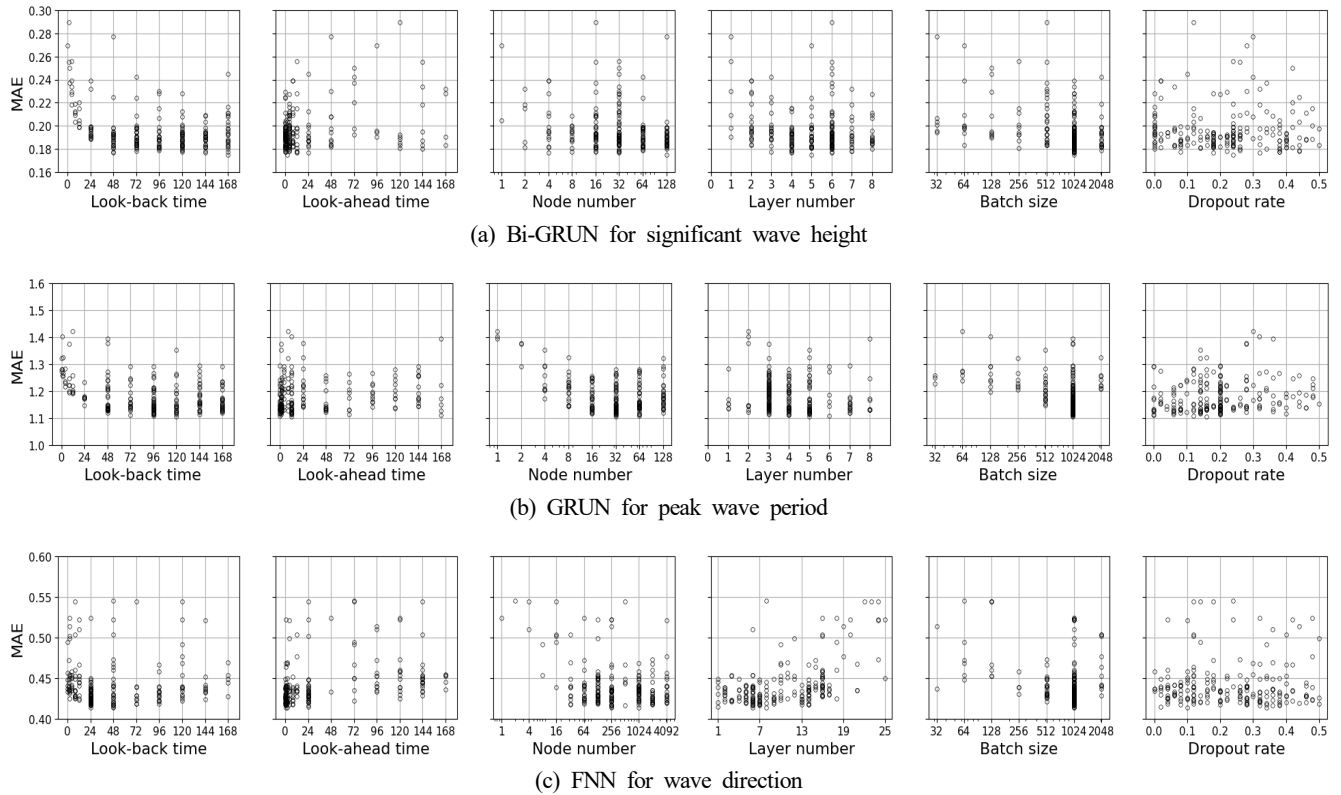 0.30
0.28
0.26
0.24
0.22
0.20
0.18
0.16
MAE
0 24 48 72 96 120 144 168
0 24 48 72 96 120 144 168
1 2 4 8 16 32 64 128
0 1 2 3 4 5 6 7 8
32 64 128 256 512 1024 2048
0.0 0.1 0.2 0.3 0.4 0.5
Look-back time Look-ahead time Node number Layer number Batch size Dropout rate
(a) Bi-GRUN for significant wave height
1.6
1.5
1.4
1.3
1.2
1.1
1.0
MAE
0 24 48 72 96 120 144 168
0 24 48 72 96 120 144 168
1 2 4 8 16 32 64 128
0 1 2 3 4 5 6 7 8
32 64 128 256 512 1024 2048
0.0 0.1 0.2 0.3 0.4 0.5
Look-back time Look-ahead time Node number Layer number Batch size Dropout rate
(b) GRUN for peak wave period
0.60
0.55
0.50
0.45
0.40
MAE
0 24 48 72 96 120 144 168
0 24 48 72 96 120 144 168
1 4 16 64 256 1024 4092
1 7 13 19 25
32 64 128 256 512 1024 2048
0.0 0.1 0.2 0.3 0.4 0.5
Look-back time Look-ahead time Node number Layer number Batch size Dropout rate
(c) FNN for wave direction